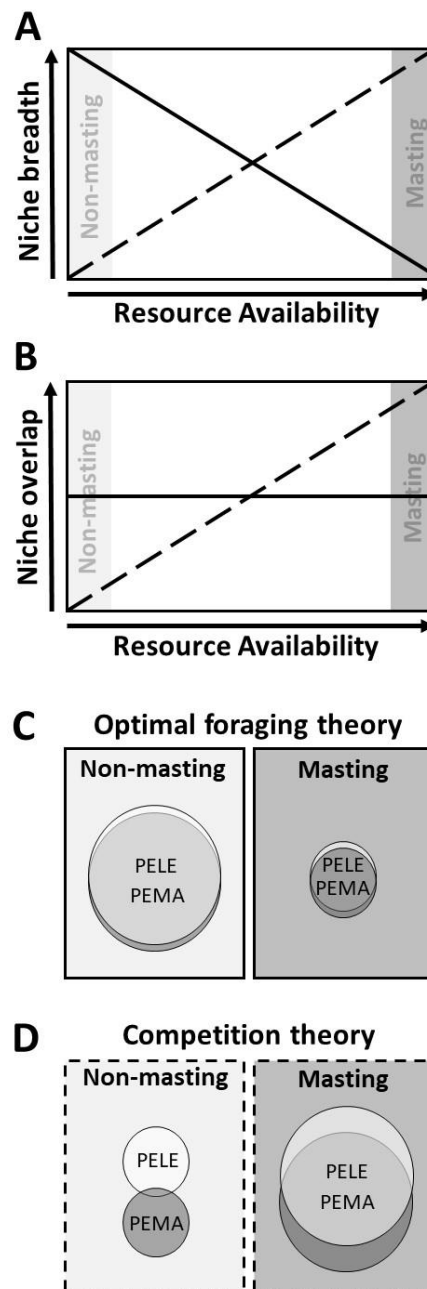 A
Niche breadth
Non-masting
Masting
Resource Availability
B
Niche overlap
Non-masting
Masting
Resource Availability
C
Optimal foraging theory
Non-masting
Masting
PELE
PEMA
PELE
PEMA
D
Competition theory
Non-masting
Masting
PELE
PEMA
PELE
PEMA